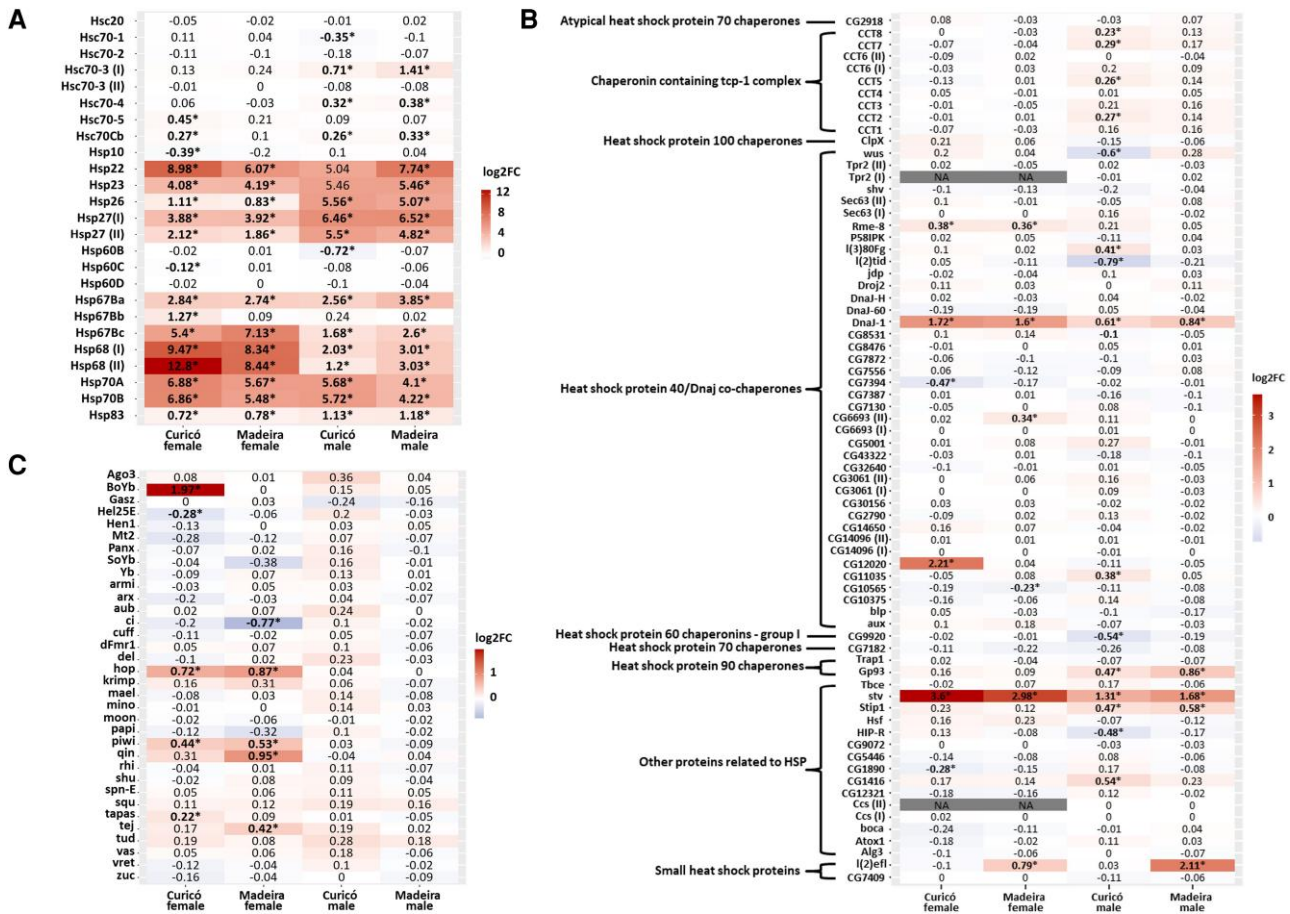 A
Hsc20 -0.05 -0.02 -0.01 0.02
Hsc70-1 0.11 0.04 -0.35* -0.1
Hsc70-2 -0.11 -0.1 -0.18 -0.07
Hsc70-3 (I) 0.13 0.24 0.71* 1.41*
Hsc70-3 (II) -0.01 0 -0.08 -0.08
Hsc70-4 0.06 -0.03 0.32* 0.38*
Hsc70-5 0.45* 0.21 0.09 0.07
Hsc70Cb 0.27* 0.1 0.26* 0.33*
Hsp10 -0.39* -0.2 0.1 0.04
Hsp22 8.98* 6.07* 5.04 7.74*
Hsp23 4.08* 4.19* 5.46 5.46*
Hsp26 1.11* 0.83* 5.56* 5.07*
Hsp27(I) 3.88* 3.92* 6.46* 6.52*
Hsp27 (II) 2.12* 1.86* 5.5* 4.82*
Hsp60B -0.02 0.01 -0.72* -0.07
Hsp60C -0.12* 0.01 -0.08 -0.06
Hsp60D -0.02 0 -0.1 -0.04
Hsp67Ba 2.84* 2.74* 2.56* 3.85*
Hsp67Bb 1.27* 0.09 0.24 0.02
Hsp67Bc 5.4* 7.13* 1.68* 2.6*
Hsp68 (I) 9.47* 8.34* 2.03* 3.01*
Hsp68 (II) 12.8* 8.44* 1.2* 3.03*
Hsp70A 6.88* 5.67* 5.68* 4.1*
Hsp70B 6.86* 5.48* 5.72* 4.22*
Hsp83 0.72* 0.78* 1.13* 1.18*
Curicó Madeira Curicó Madeira
female female male male
log2FC
12
8
4
0
B
Atypical heat shock protein 70 chaperones
Chaperonin containing tcp-1 complex
Heat shock protein 100 chaperones
Heat shock protein 40/Dnaj co-chaperones
Heat shock protein 60 chaperonins - group I
Heat shock protein 70 chaperones
Heat shock protein 90 chaperones
Other proteins related to HSP
Small heat shock proteins
CG2918 0.08 -0.03 -0.03 0.07
CCT8 0 -0.03 0.23* 0.13
CCT7 -0.07 -0.04 0.29* 0.17
CCT6 (II) -0.09 0.02 0 -0.04
CCT6 (I) -0.03 -0.03 0.2 0.09
CCT5 -0.13 0.01 0.26* 0.14
CCT4 0.05 -0.01 0.01 0.05
CCT3 -0.01 -0.05 0.21 0.16
CCT2 -0.01 0.05 0.27* 0.14
CCT1 -0.07 -0.03 0.16 0.16
ClpX 0.21 0.06 -0.15 -0.06
wus 0.2 0.04 -0.6* 0.28
Tpr2 (II) 0.02 -0.05 0.02 -0.03
Tpr2 (I) NA NA -0.01 0.02
shv -0.1 -0.13 -0.2 -0.04
Sec63 (II) 0.1 -0.01 -0.05 0.08
Sec63 (I) 0 0 0.16 -0.02
Rme-8 0.38* 0.36* 0.21 0.05
P58IPK 0.02 0.05 -0.11 0.04
l(3)80Fg 0.1 0.02 0.41* 0.03
l(2)tid 0.05 -0.11 -0.79* -0.21
jdp -0.02 -0.04 0.1 0.03
Droj2 0.11 0.03 0 0.11
DnaJ-H 0.02 -0.03 0.04 -0.02
DnaJ-60 -0.19 -0.19 0.05 -0.04
DnaJ-1 1.72* 1.6* 0.61* 0.84*
CG8531 0.1 0.14 -0.1 -0.05
CG8476 -0.01 0 0.05 0.01
CG7872 -0.06 -0.1 -0.1 0.03
CG7556 0.06 -0.12 -0.09 0.08
CG7394 -0.47* -0.17 -0.02 -0.01
CG7387 0.01 0.01 -0.16 -0.1
CG7130 -0.05 0 0.08 -0.1
CG6693 (II) 0.02 0.34* 0.11 0
CG6693 (I) 0 0 0 0
CG5001 0.01 0.08 0.27 -0.01
CG43322 -0.03 0.01 -0.18 -0.1
CG32640 -0.1 -0.01 0.01 -0.05
CG3061 (II) 0 0.06 0.16 -0.03
CG3061 (I) 0 0 0.09 -0.03
CG30156 0.03 0.03 -0.02 -0.02
CG2790 -0.09 0.02 0.13 -0.02
CG14650 0.16 0.07 -0.04 -0.02
CG14096 (II) 0.01 0.01 0.01 -0.01
CG14096 (I) 0 0 -0.01 0
CG12020 2.21* 0.04 -0.11 -0.05
CG11035 -0.05 0.08 0.38* 0.05
CG10565 -0.19 -0.23* -0.11 -0.08
CG10375 -0.16 -0.06 0.14 -0.08
blp 0.05 -0.03 -0.1 -0.17
aux 0.1 0.18 -0.07 -0.03
CG9920 -0.02 -0.01 -0.54* -0.19
CG7182 -0.11 -0.22 -0.26 -0.08
Trap1 0.02 -0.04 -0.07 -0.07
Gp93 0.16 0.09 0.47* 0.86*
Tbce -0.02 0.07 0.17 -0.06
stv 3.6* 2.98* 1.31* 1.68*
Stip1 0.23 0.12 0.47* 0.58*
Hsf 0.16 0.23 -0.07 -0.12
HIP-R 0.13 -0.08 -0.48* -0.17
CG9072 0 0 -0.03 -0.03
CG5446 -0.14 -0.08 0.08 -0.06
CG1890 -0.28* -0.15 0.17 -0.08
CG1416 0.17 0.14 0.54* 0.23
CG12321 -0.18 -0.16 0.12 -0.02
Ccs (II) NA NA 0 0
Ccs (I) 0.02 0 0 0
boca -0.24 -0.11 -0.01 0.04
Atox1 -0.18 -0.02 0.11 0.03
Alg3 -0.1 -0.06 0 -0.07
l(2)efl -0.1 0.79* 0.03 2.11*
CG7409 0 0 -0.11 -0.06
Curicó Madeira Curicó Madeira
female female male male
log2FC
3
2
1
0
C
Ago3 0.08 0.01 0.36 0.04
BoYb 1.97* 0 0.15 0.05
Gasz 0 0.03 -0.24 -0.16
Hel25E -0.28* -0.06 0.2 -0.03
Hen1 -0.13 0 0.03 0.05
Mt2 -0.28 -0.12 0.07 -0.07
Panx -0.07 0.02 0.16 -0.1
SoYb -0.04 -0.38 0.16 -0.01
Yb -0.09 0.07 0.13 0.01
armi -0.03 0.05 0.03 -0.02
arx -0.2 -0.03 0.04 -0.07
aub 0.02 0.07 0.24 0
ci -0.2 -0.77* 0.1 -0.02
cuff -0.11 -0.02 0.05 -0.07
dFmr1 0.05 0.07 0.1 -0.06
del -0.1 0.02 0.23 -0.03
hop 0.72* 0.87* 0.04 0
krimp 0.16 0.31 0.06 -0.07
mael -0.08 0.03 0.14 -0.08
mino -0.01 0 0.14 0.03
moon -0.02 -0.06 -0.01 -0.02
papi -0.12 -0.32 0.1 -0.02
piwi 0.44* 0.53* 0.03 -0.09
qin 0.31 0.95* -0.04 0.04
rhi -0.04 0.01 0.11 -0.07
shu -0.02 0.08 0.09 -0.04
spn-E 0.05 0.06 0.11 0.05
squ 0.11 0.12 0.19 0.16
tapas 0.22* 0.09 0.01 -0.05
tej 0.17 0.42* 0.19 0.02
tud 0.19 0.08 0.28 0.18
vas 0.05 0.06 0.18 -0.06
vret -0.12 -0.04 0.1 -0.02
zuc -0.16 -0.04 0 -0.09
Curicó Madeira Curicó Madeira
female female male male
log2FC
1
0